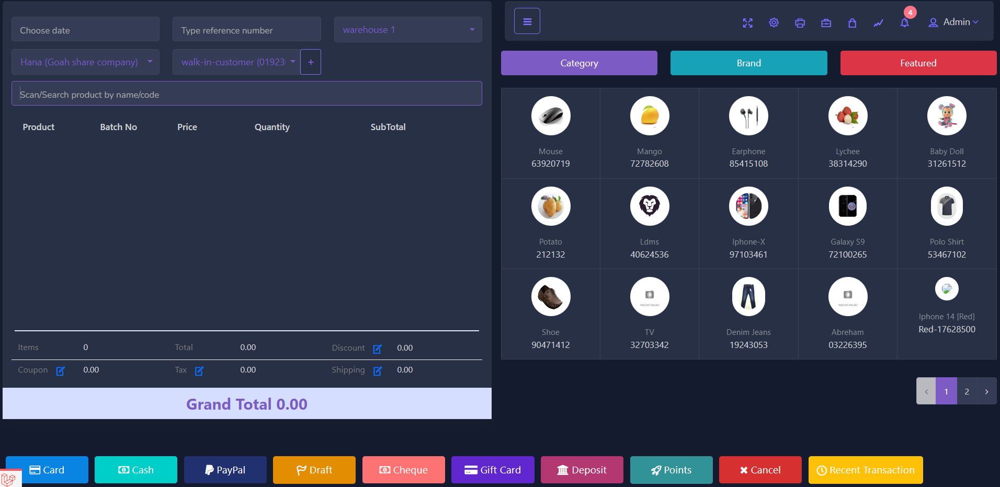 Choose date
Type reference number
warehouse 1
Hana (Goah share company)
walk-in-customer (01923
+
Scan/Search product by name/code
Product Batch No Price Quantity SubTotal
Items 0 Total 0.00 Discount 0.00
Coupon 0.00 Tax 0.00 Shipping 0.00
Grand Total 0.00
4
Admin
Category Brand Featured
Mouse
63920719
Mango
72782608
Earphone
85415108
Lychee
38314290
Baby Doll
31261512
Potato
212132
Ldms
40624536
Iphone-X
97103461
Galaxy S9
72100265
Polo Shirt
53467102
Shoe
90471412
TV
32703342
Denim Jeans
19243053
Abreham
03226395
Iphone 14 [Red]
Red-17628500
‹ 1 2 ›
Card Cash PayPal Draft Cheque Gift Card Deposit Points Cancel Recent Transaction